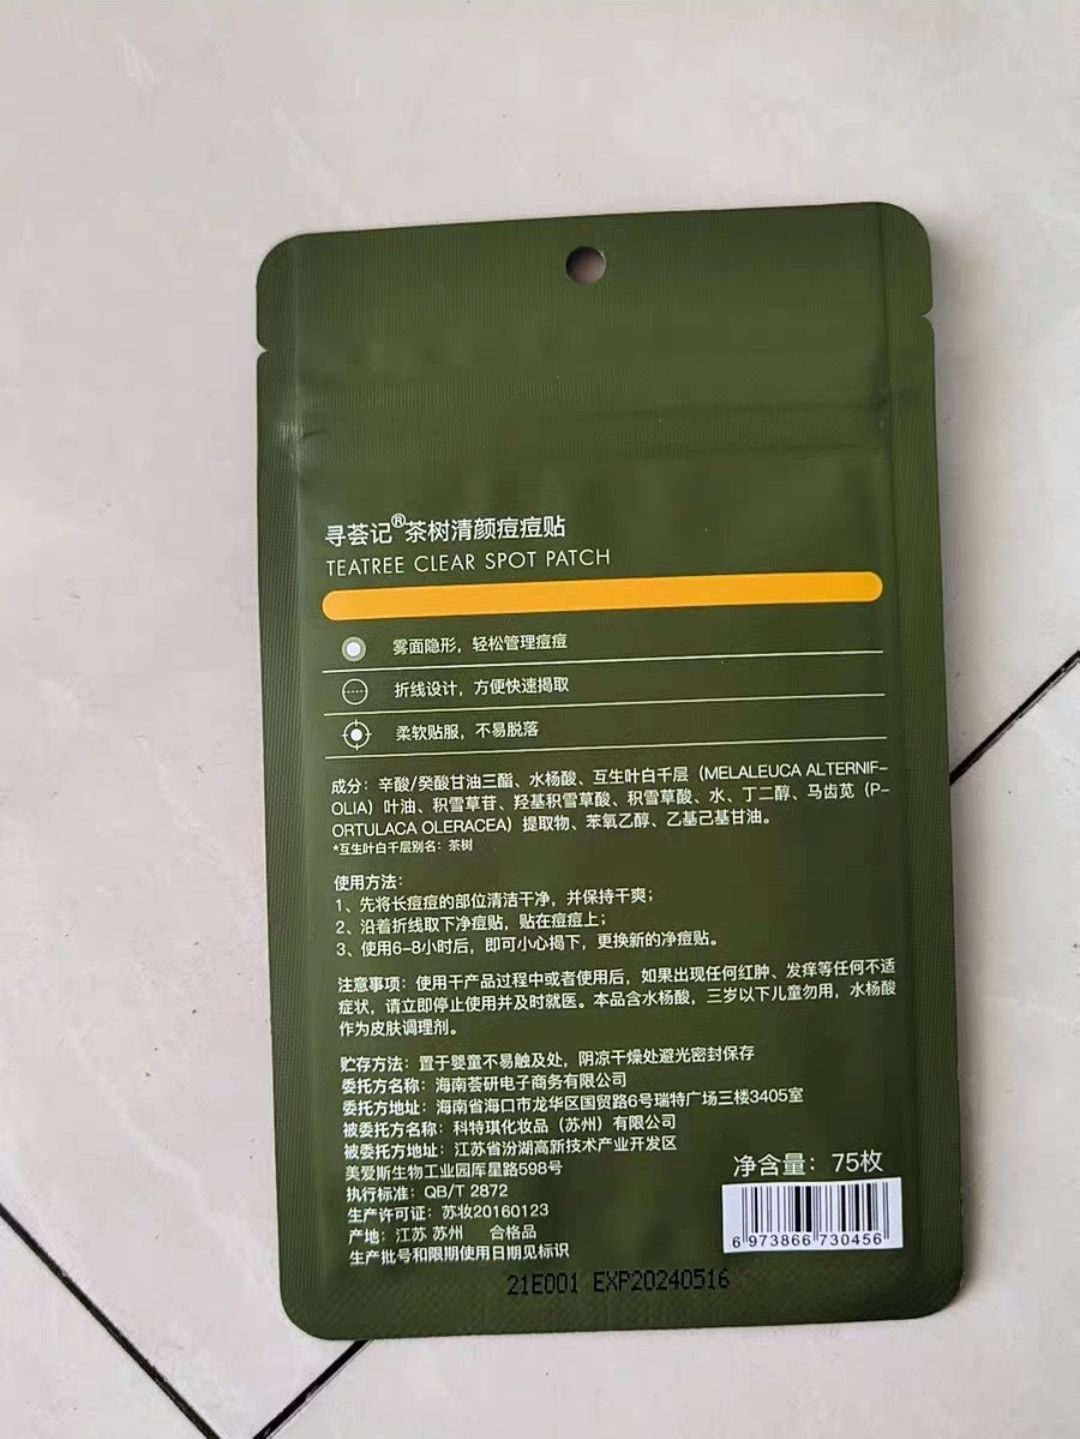 寻荟记®茶树清颜痘痘贴
TEATREE CLEAR SPOT PATCH
雾面隐形，轻松管理痘痘
折线设计，方便快速揭取
柔软贴服，不易脱落
成分：辛酸/癸酸甘油三酯、水杨酸、互生叶白千层（MELALEUCA ALTERNIF-
OLIA）叶油、积雪草苷、羟基积雪草酸、积雪草酸、水、丁二醇、马齿苋（P-
ORTULACA OLERACEA）提取物、苯氧乙醇、乙基己基甘油。
*互生叶白千层别名：茶树
使用方法：
1、先将长痘痘的部位清洁干净，并保持干爽；
2、沿着折线取下净痘贴，贴在痘痘上；
3、使用6-8小时后，即可小心揭下，更换新的净痘贴。
注意事项：使用干产品过程中或者使用后，如果出现任何红肿、发痒等任何不适
症状，请立即停止使用并及时就医。本品含水杨酸，三岁以下儿童勿用，水杨酸
作为皮肤调理剂。
贮存方法：置于婴童不易触及处，阴凉干燥处避光密封保存
委托方名称：海南荟研电子商务有限公司
委托方地址：海南省海口市龙华区国贸路6号瑞特广场三楼3405室
被委托方名称：科特琪化妆品（苏州）有限公司
被委托方地址：江苏省汾湖高新技术产业开发区
美爱斯生物工业园厍星路598号
执行标准：QB/T 2872
生产许可证：苏妆20160123
产地：江苏 苏州 合格品
生产批号和限期使用日期见标识
净含量：75枚
6 973866 730456
21E001 EXP20240516